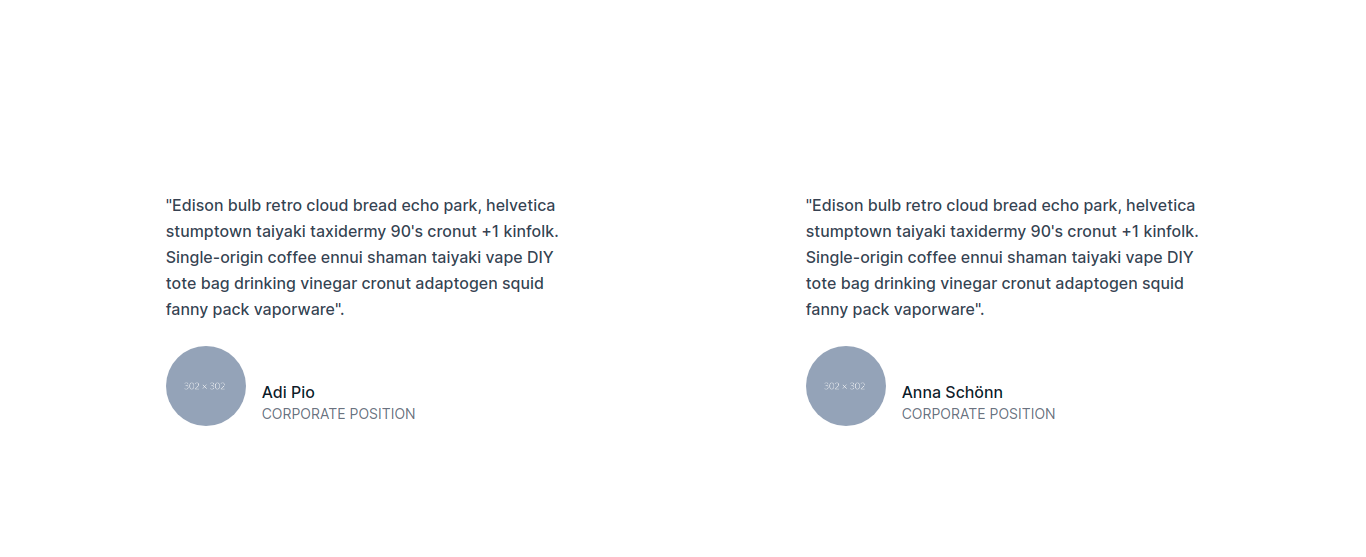 "Edison bulb retro cloud bread echo park, helvetica
stumptown taiyaki taxidermy 90's cronut +1 kinfolk.
Single-origin coffee ennui shaman taiyaki vape DIY
tote bag drinking vinegar cronut adaptogen squid
fanny pack vaporware".
302 × 302
Adi Pio
CORPORATE POSITION
"Edison bulb retro cloud bread echo park, helvetica
stumptown taiyaki taxidermy 90's cronut +1 kinfolk.
Single-origin coffee ennui shaman taiyaki vape DIY
tote bag drinking vinegar cronut adaptogen squid
fanny pack vaporware".
302 × 302
Anna Schönn
CORPORATE POSITION